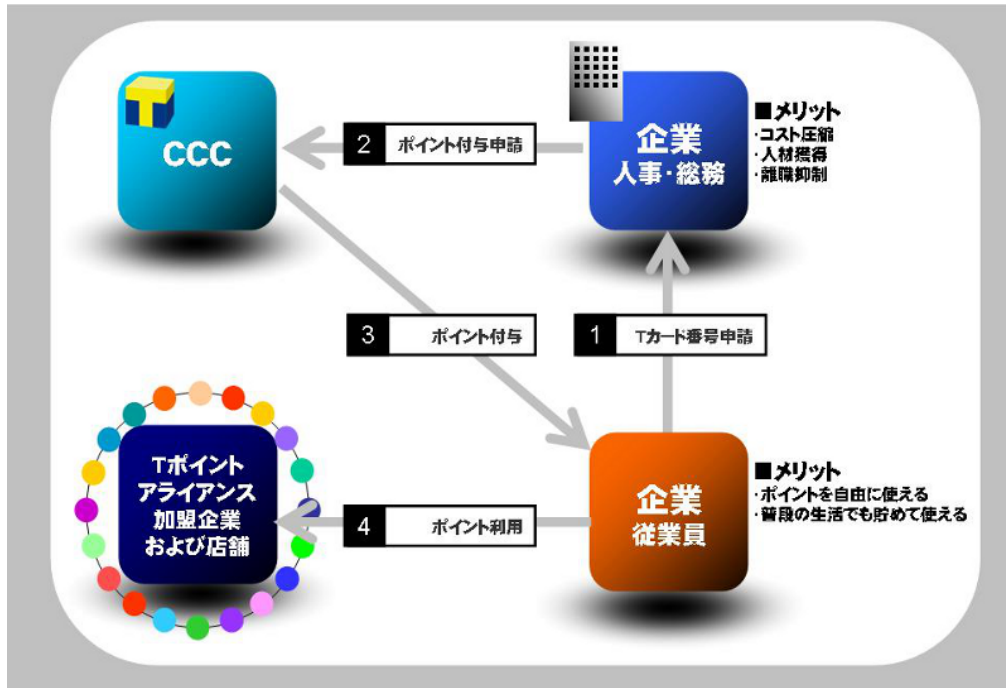 T
CCC
2 ポイント付与申請
企業
人事・総務
■メリット
・コスト圧縮
・人材獲得
・離職抑制
3 ポイント付与
1 Tカード番号申請
Tポイント
アライアンス
加盟企業
および店舗
4 ポイント利用
企業
従業員
■メリット
・ポイントを自由に使える
・普段の生活でも貯めて使える